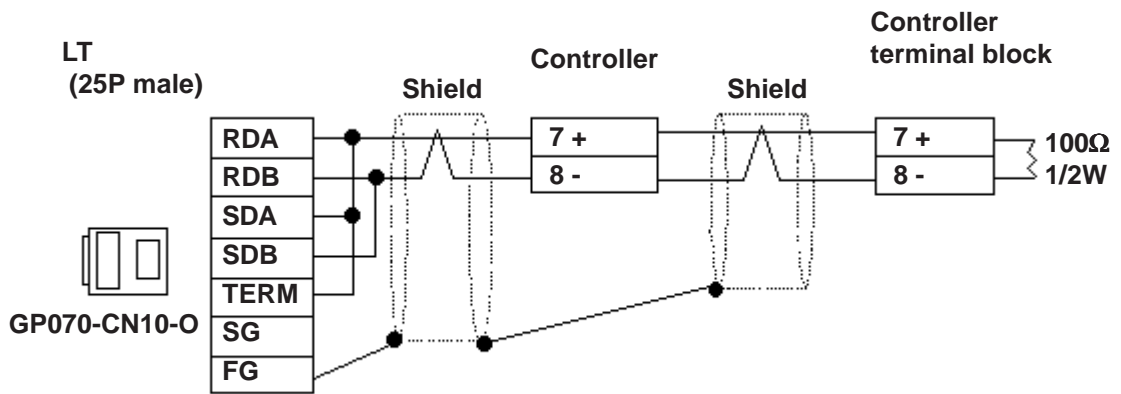 LT
(25P male)
Shield
Controller
Shield
Controller
terminal block
RDA
RDB
SDA
SDB
TERM
SG
FG
GP070-CN10-O
7 +
8 -
7 +
8 -
100Ω
1/2W